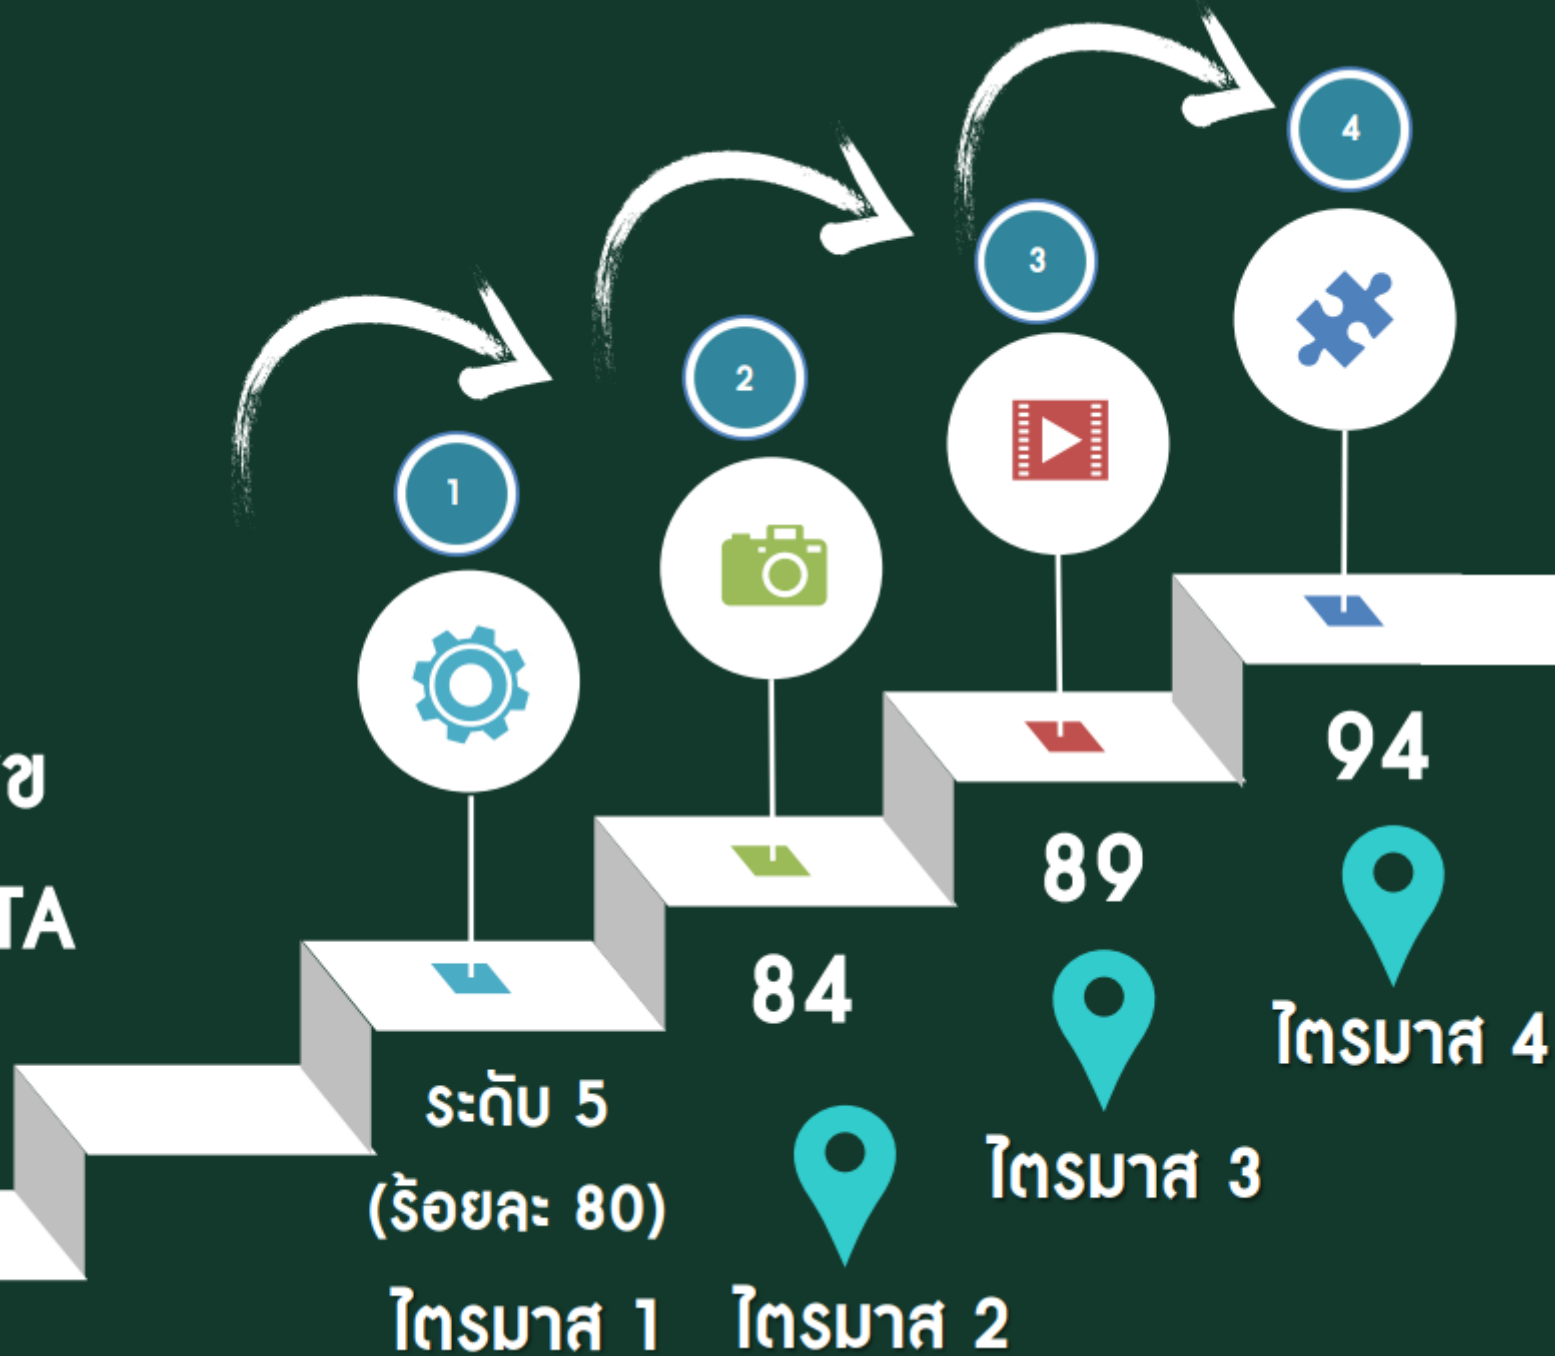 4
3
2
1
94
89
84
ไตรมาส 4
ระดับ 5
ไตรมาส 3
(ร้อยละ 80)
ไตรมาส 1
ไตรมาส 2